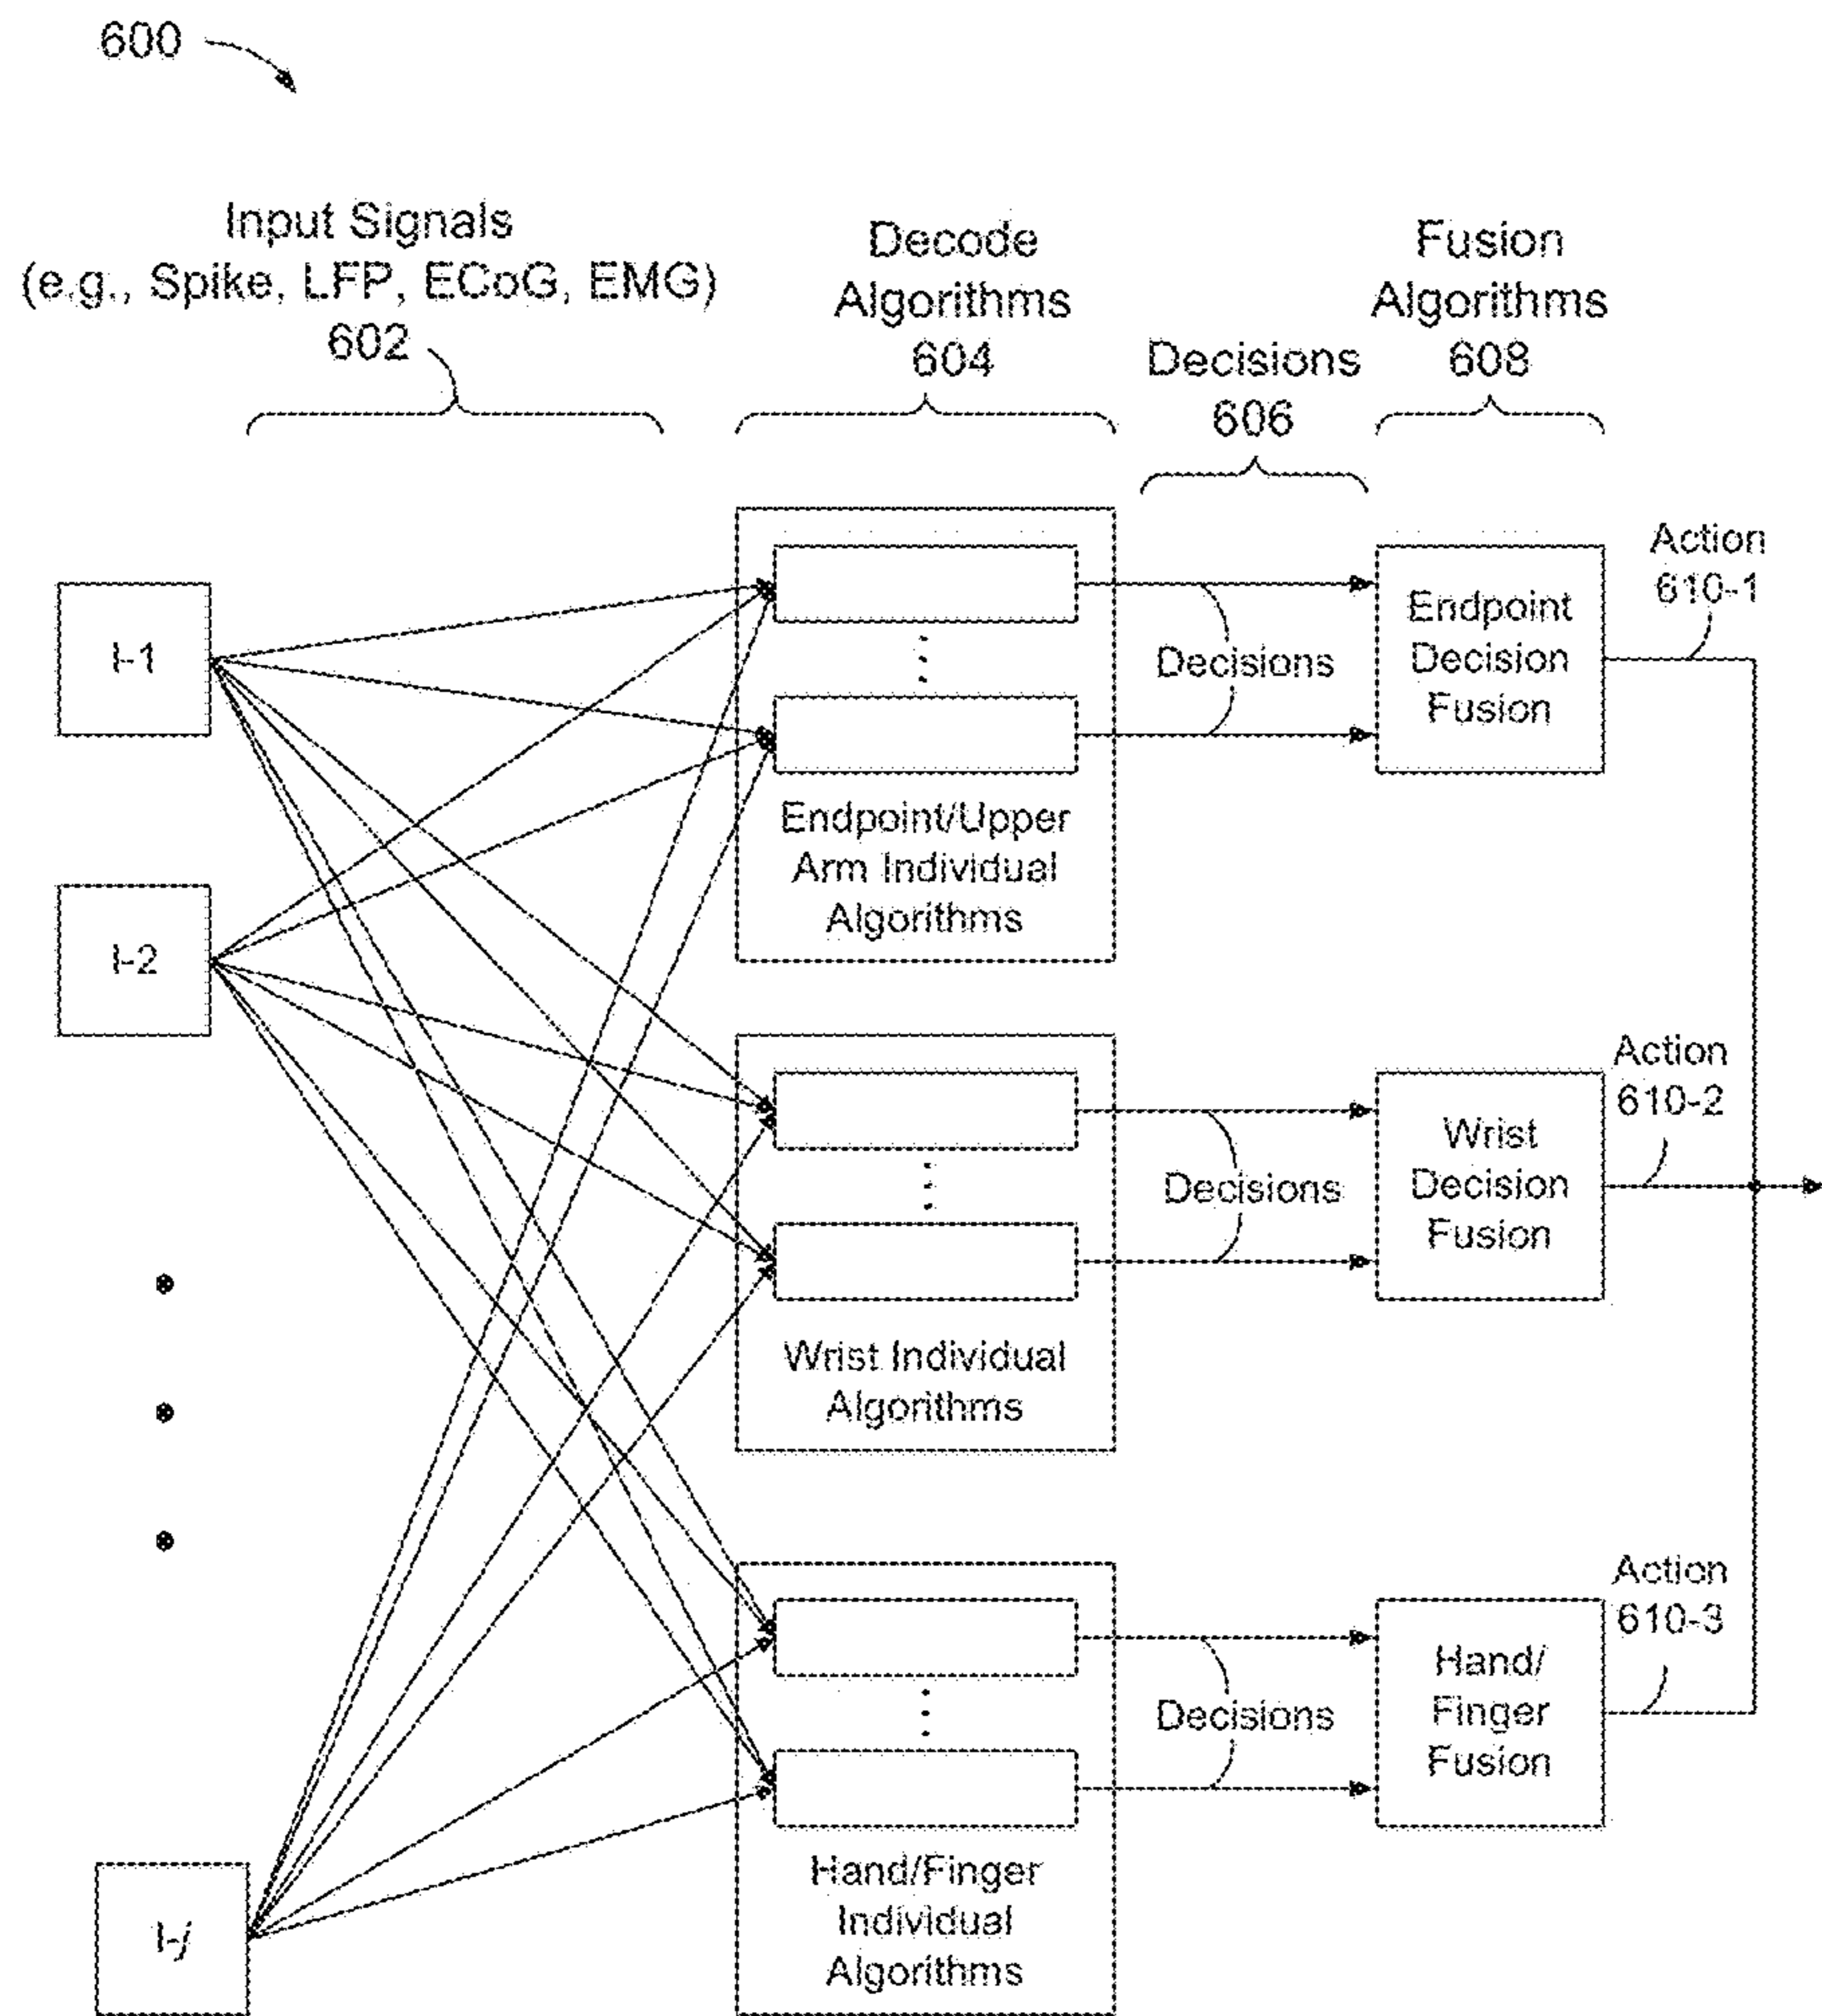 600
Input Signals
(e.g., Spike, LFP, ECoG, EMG)
602
Decode
Algorithms
604
Decisions
606
Fusion
Algorithms
608
I-1
I-2
I-j
Endpoint/Upper
Arm Individual
Algorithms
Decisions
Endpoint
Decision
Fusion
Action
610-1
Wrist Individual
Algorithms
Decisions
Wrist
Decision
Fusion
Action
610-2
Hand/Finger
Individual
Algorithms
Decisions
Hand/
Finger
Fusion
Action
610-3